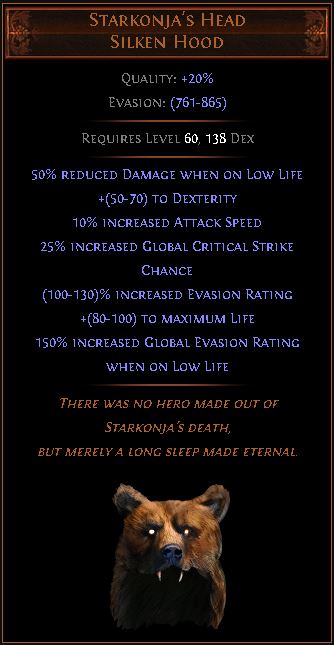 Starkonja's Head
Silken Hood
Quality: +20%
Evasion: (761-865)
Requires Level 60, 138 Dex
50% reduced Damage when on Low Life
+(50-70) to Dexterity
10% increased Attack Speed
25% increased Global Critical Strike
Chance
(100-130)% increased Evasion Rating
+(80-100) to maximum Life
150% increased Global Evasion Rating
when on Low Life
There was no hero made out of
Starkonja's death,
but merely a long sleep made eternal.